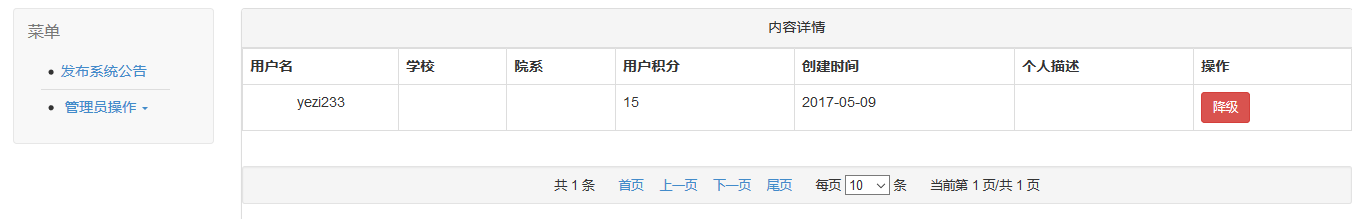 菜单
发布系统公告
管理员操作
内容详情
用户名 学校 院系 用户积分 创建时间 个人描述 操作
yezi233 15 2017-05-09 降级
共 1 条 首页 上一页 下一页 尾页 每页 10 条 当前第 1 页/共 1 页